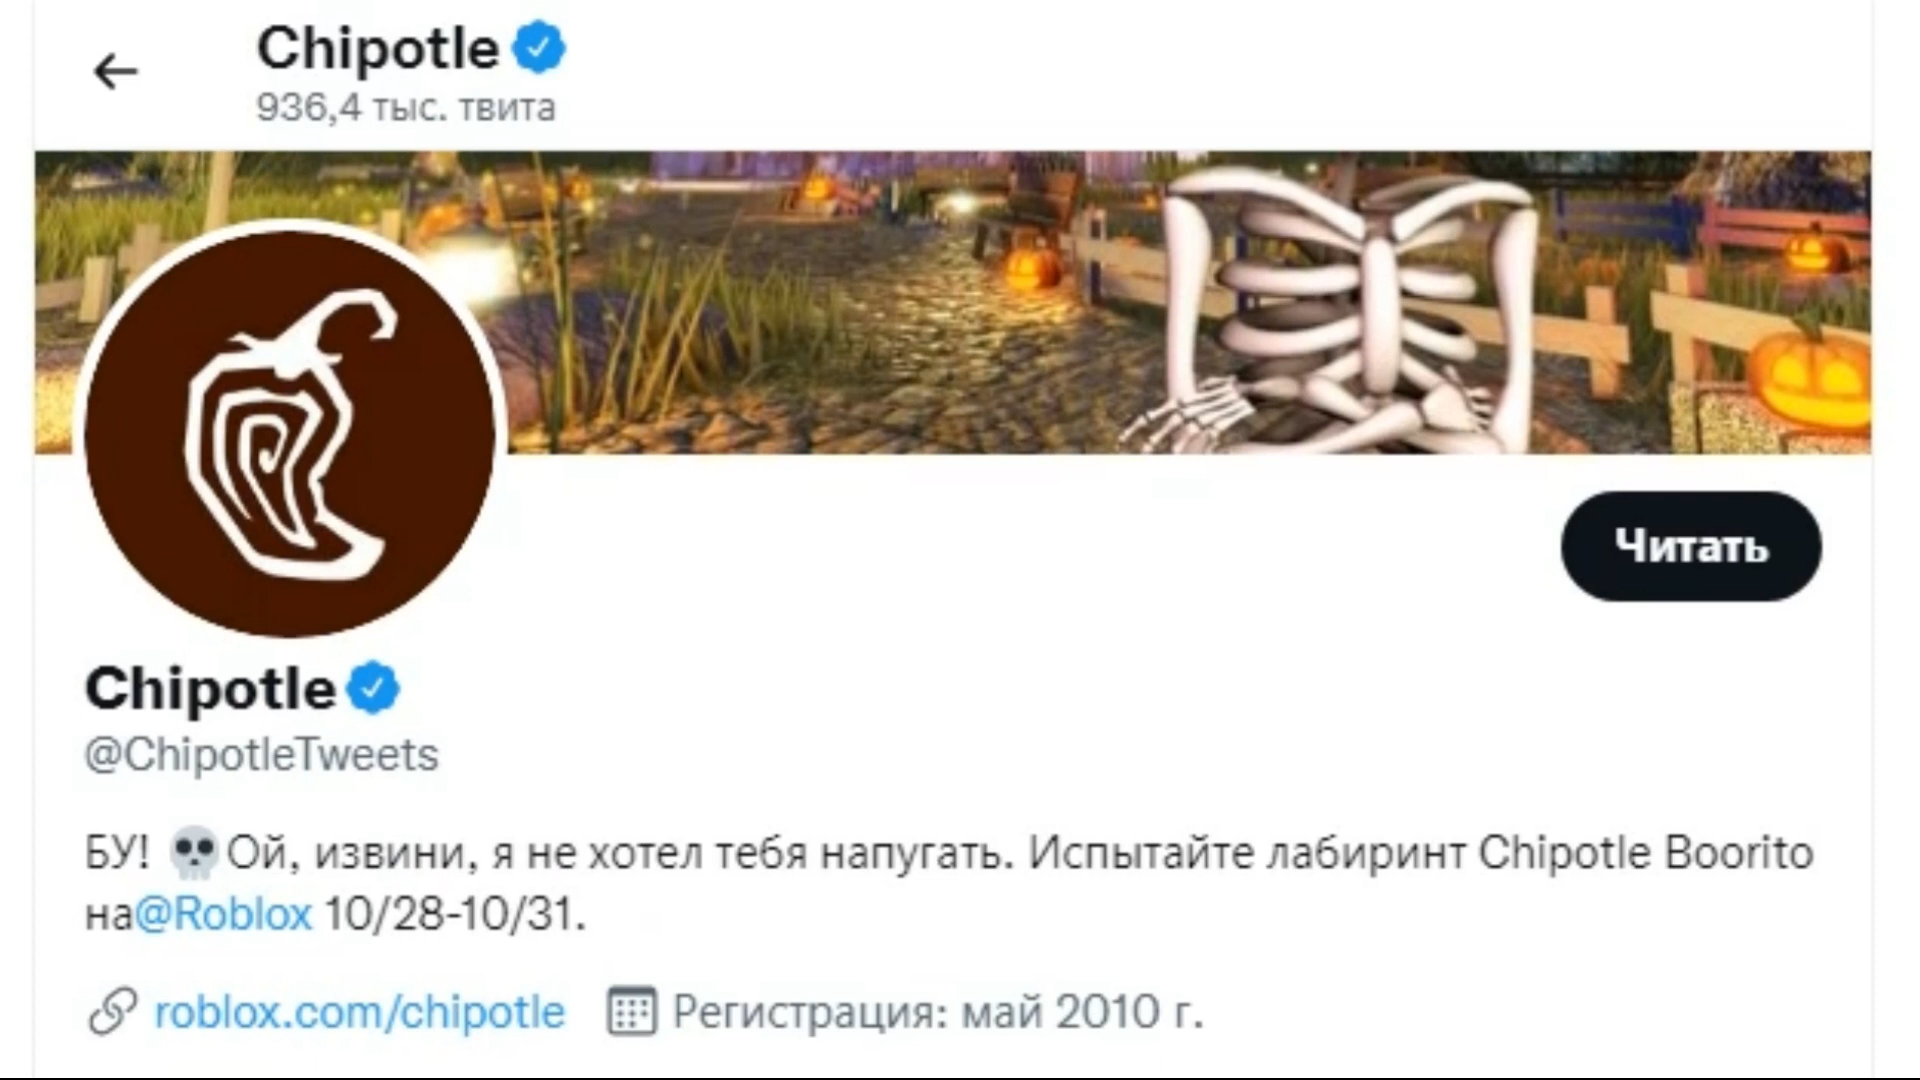 Chipotle
936,4 тыс. твита
Читать
Chipotle
@ChipotleTweets
БУ! 💀Ой, извини, я не хотел тебя напугать. Испытайте лабиринт Chipotle Boorito
на@Roblox 10/28-10/31.
roblox.com/chipotle Регистрация: май 2010 г.